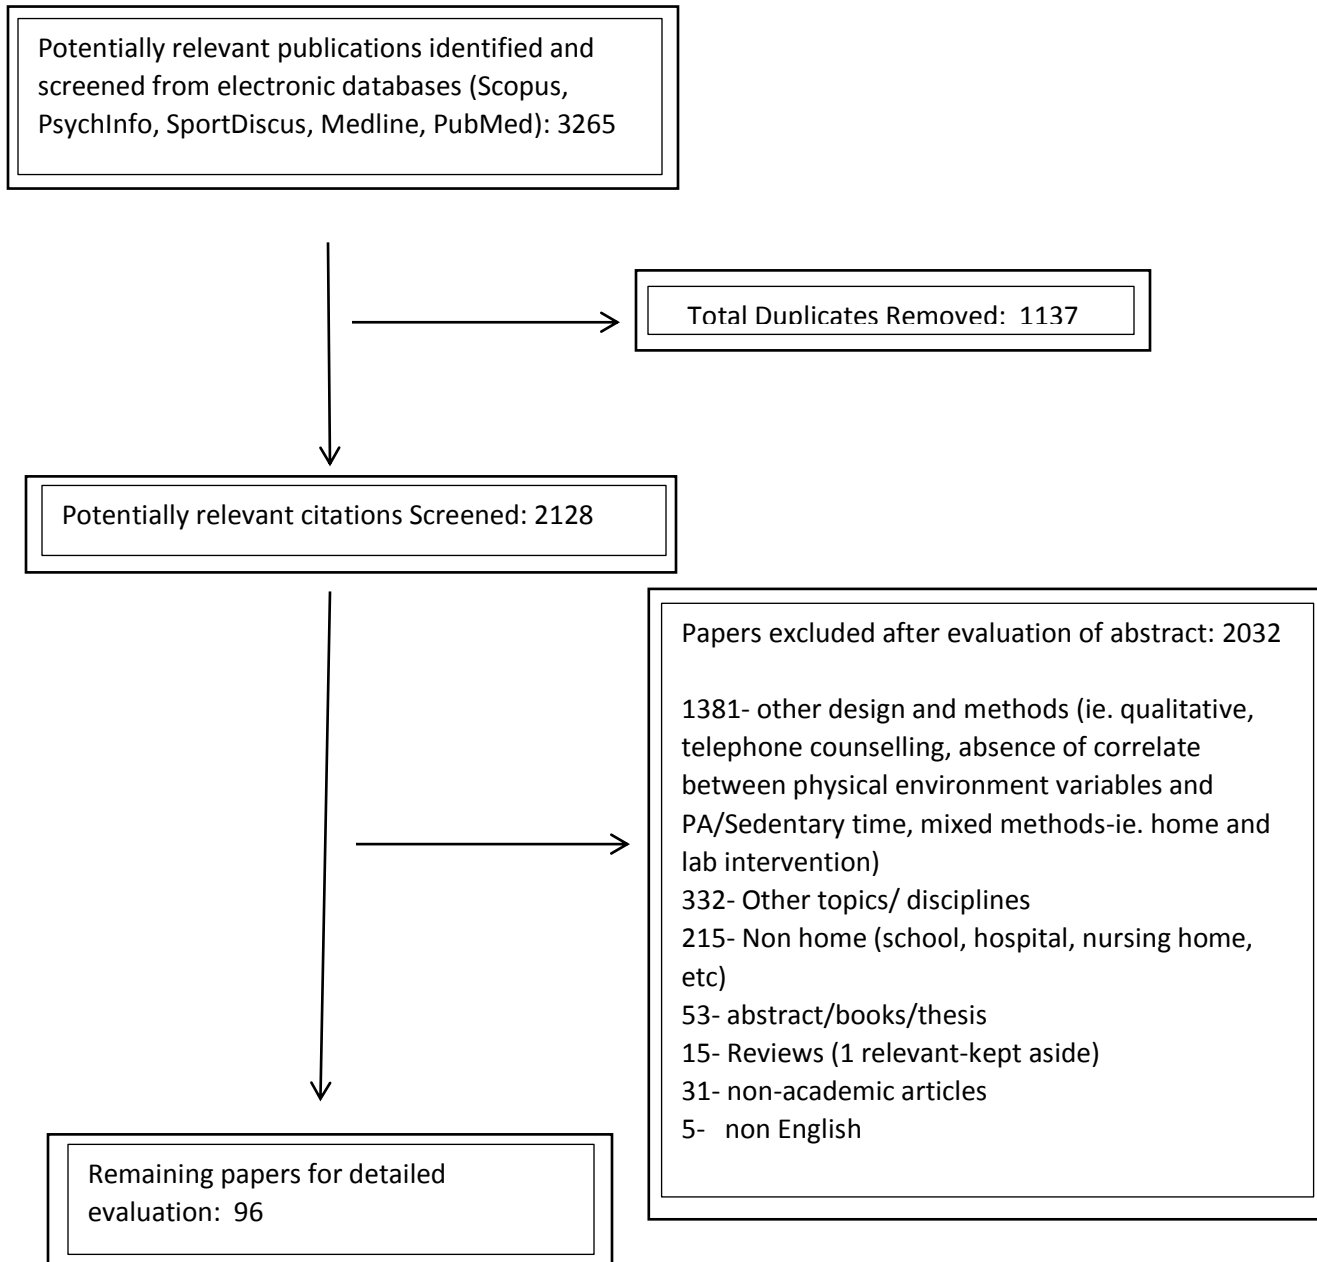 Potentially relevant publications identified and
screened from electronic databases (Scopus,
PsychInfo, SportDiscus, Medline, PubMed): 3265
Total Duplicates Removed:  1137
Potentially relevant citations Screened: 2128
Papers excluded after evaluation of abstract: 2032
1381- other design and methods (ie. qualitative,
telephone counselling, absence of correlate
between physical environment variables and
PA/Sedentary time, mixed methods-ie. home and
lab intervention)
332- Other topics/ disciplines
215- Non home (school, hospital, nursing home,
etc)
53- abstract/books/thesis
15- Reviews (1 relevant-kept aside)
31- non-academic articles
5-   non English
Remaining papers for detailed
evaluation:  96